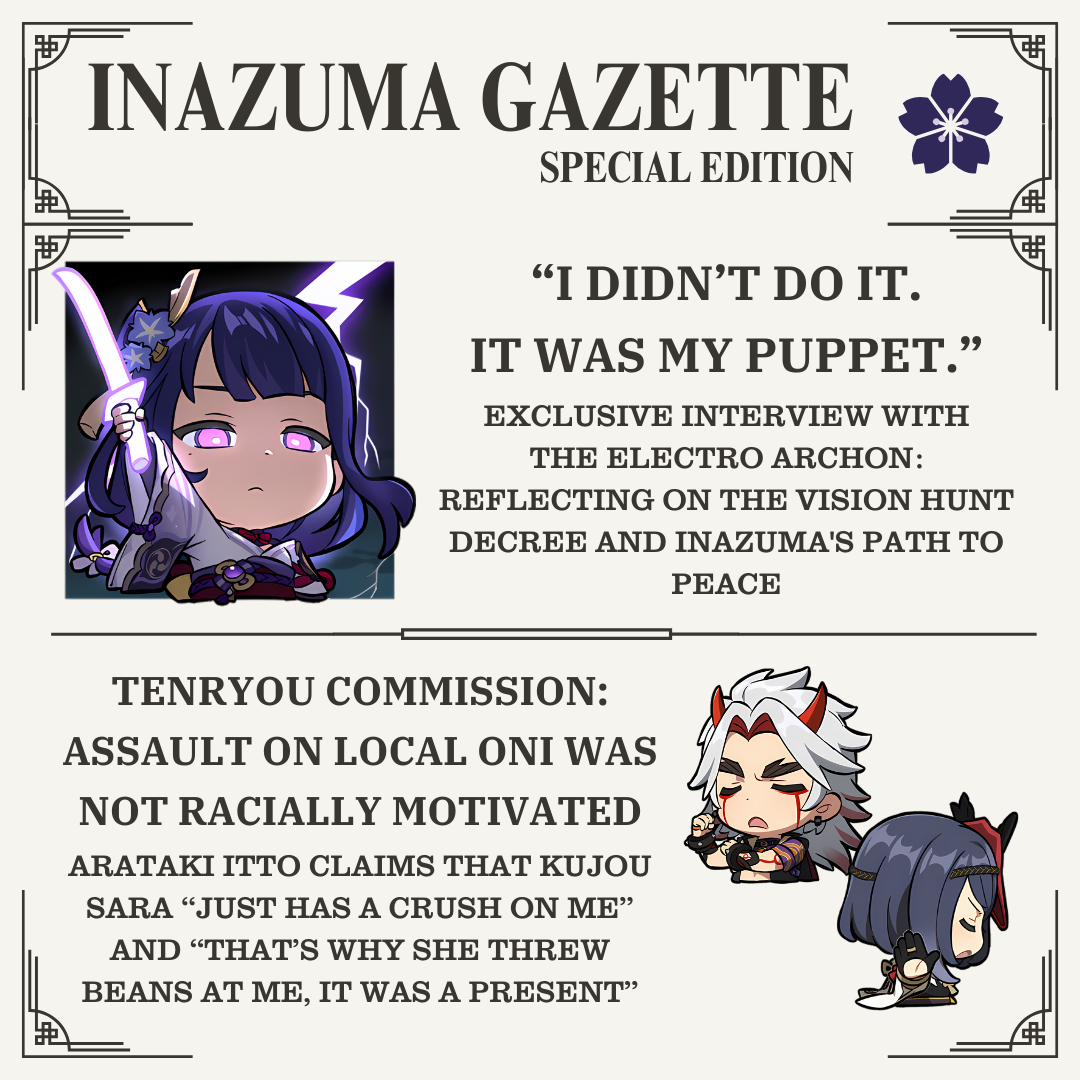 INAZUMA GAZETTE
SPECIAL EDITION
“I DIDN’T DO IT.
IT WAS MY PUPPET.”
EXCLUSIVE INTERVIEW WITH
THE ELECTRO ARCHON:
REFLECTING ON THE VISION HUNT
DECREE AND INAZUMA'S PATH TO
PEACE
TENRYOU COMMISSION:
ASSAULT ON LOCAL ONI WAS
NOT RACIALLY MOTIVATED
ARATAKI ITTO CLAIMS THAT KUJOU
SARA “JUST HAS A CRUSH ON ME”
AND “THAT’S WHY SHE THREW
BEANS AT ME, IT WAS A PRESENT”